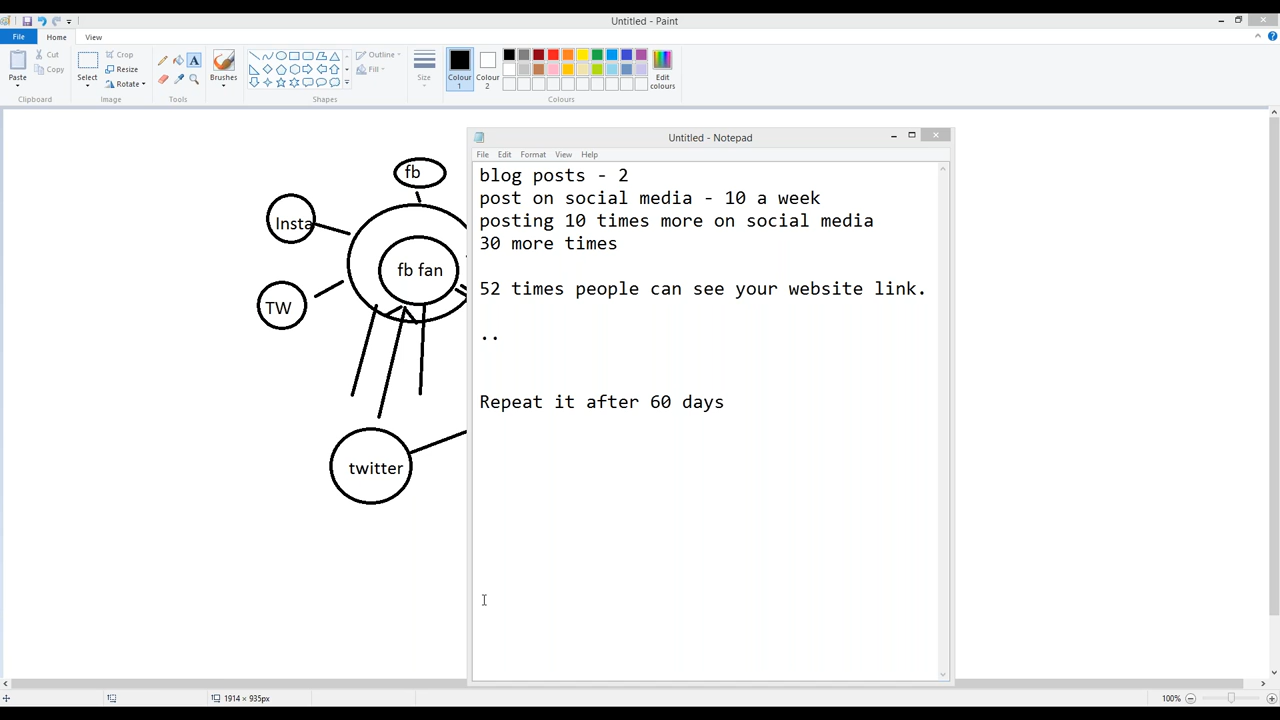 Untitled - Paint
File Home View
Paste
Cut
Copy
Clipboard
Select
Crop
Resize
Rotate
Image
Tools
Brushes
Outline
Fill
Shapes
Size
Colour 1
Colour 2
Edit colours
Colours
fb
Insta
fb fan
TW
twitter
Untitled - Notepad
File Edit Format View Help
blog posts - 2
post on social media - 10 a week
posting 10 times more on social media
30 more times
52 times people can see your website link.
..
Repeat it after 60 days
1914 × 935px
100%